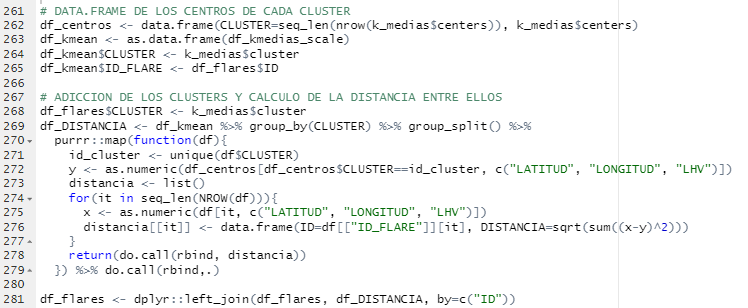 261 # DATA.FRAME DE LOS CENTROS DE CADA CLUSTER
262 df_centros <- data.frame(CLUSTER=seq_len(nrow(k_medias$centers)), k_medias$centers)
263 df_kmean <- as.data.frame(df_kmedias_scale)
264 df_kmean$CLUSTER <- k_medias$cluster
265 df_kmean$ID_FLARE <- df_flares$ID
266
267 # ADICCION DE LOS CLUSTERS Y CALCULO DE LA DISTANCIA ENTRE ELLOS
268 df_flares$CLUSTER <- k_medias$cluster
269 df_DISTANCIA <- df_kmean %>% group_by(CLUSTER) %>% group_split() %>%
270 purrr::map(function(df){
271 id_cluster <- unique(df$CLUSTER)
272 y <- as.numeric(df_centros[df_centros$CLUSTER==id_cluster, c("LATITUD", "LONGITUD", "LHV")])
273 distancia <- list()
274 for(it in seq_len(NROW(df))){
275 x <- as.numeric(df[it, c("LATITUD", "LONGITUD", "LHV")])
276 distancia[[it]] <- data.frame(ID=df[["ID_FLARE"]][it], DISTANCIA=sqrt(sum((x-y)^2)))
277 }
278 return(do.call(rbind, distancia))
279 }) %>% do.call(rbind,.)
280
281 df_flares <- dplyr::left_join(df_flares, df_DISTANCIA, by=c("ID"))